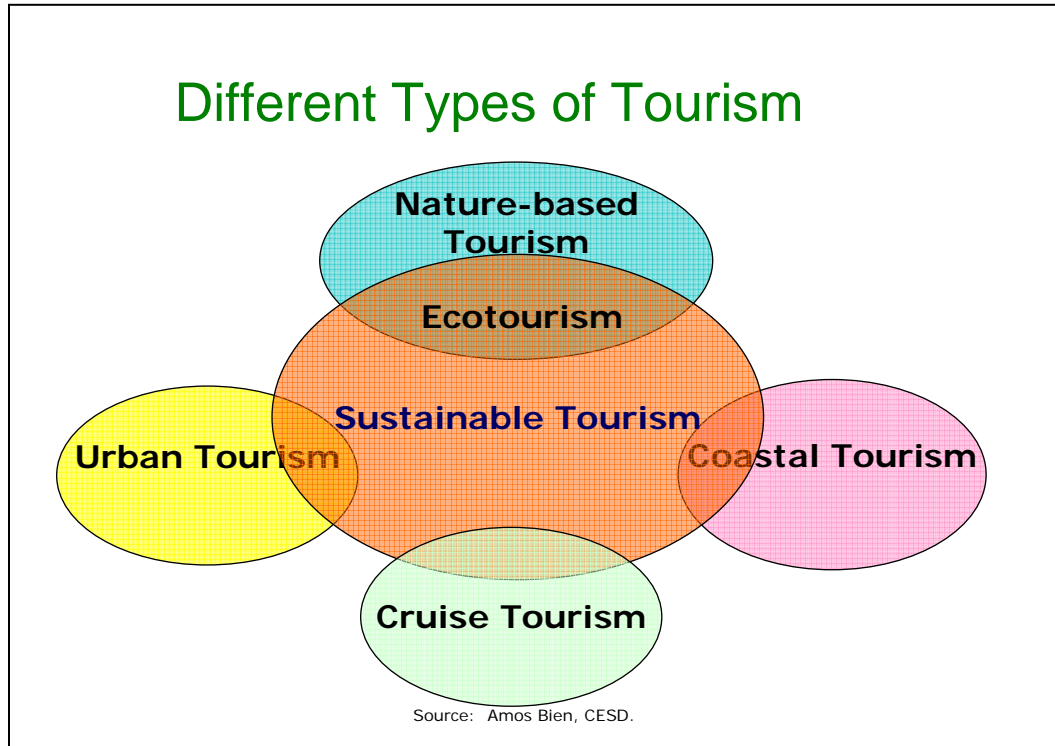 Different Types of Tourism
Nature-based
Tourism
Ecotourism
Sustainable Tourism
Urban Tourism
Coastal Tourism
Cruise Tourism
Source: Amos Bien, CESD.